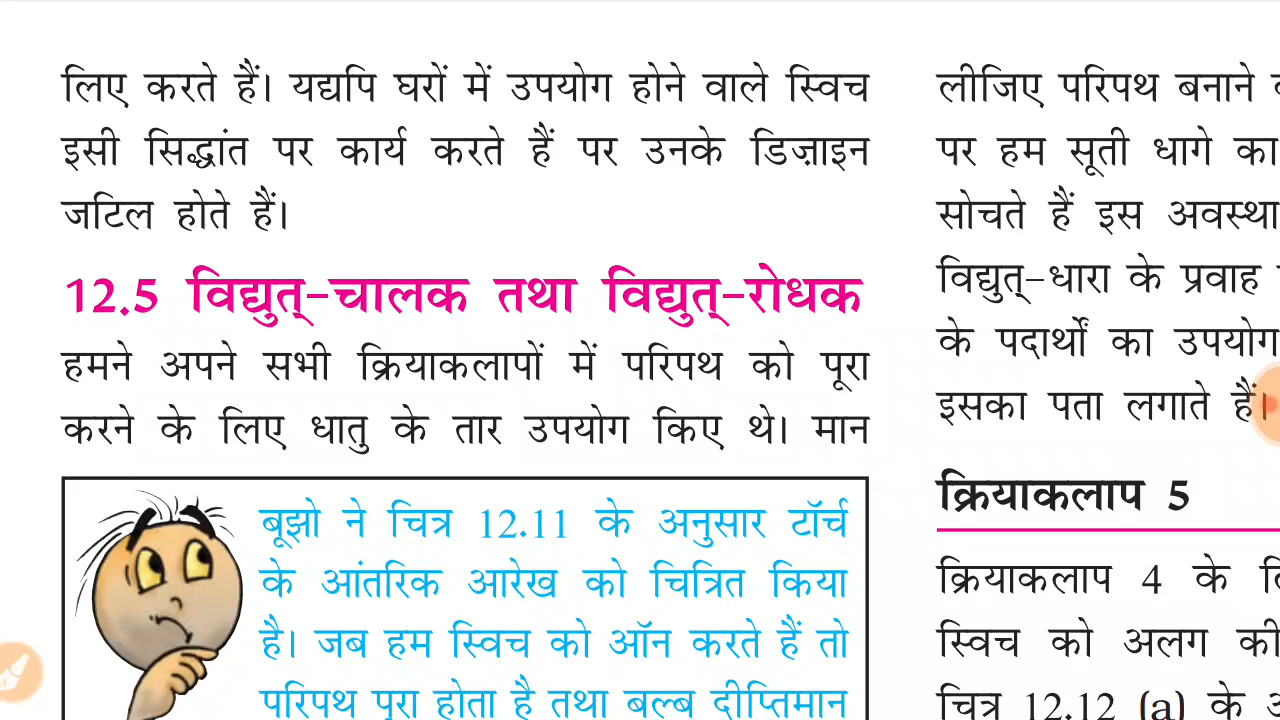 लिए करते हैं। यद्यपि घरों में उपयोग होने वाले स्विच
इसी सिद्धांत पर कार्य करते हैं पर उनके डिज़ाइन
जटिल होते हैं।
12.5 विद्युत्-चालक तथा विद्युत्-रोधक
हमने अपने सभी क्रियाकलापों में परिपथ को पूरा
करने के लिए धातु के तार उपयोग किए थे। मान
बूझो ने चित्र 12.11 के अनुसार टॉर्च
के आंतरिक आरेख को चित्रित किया
है। जब हम स्विच को ऑन करते हैं तो
परिपथ पूरा होता है तथा बल्ब दीप्तिमान
लीजिए परिपथ बनाने
पर हम सूती धागे का
सोचते हैं इस अवस्था
विद्युत्-धारा के प्रवाह
के पदार्थों का उपयोग
इसका पता लगाते हैं।
क्रियाकलाप 5
क्रियाकलाप 4 के
स्विच को अलग
चित्र 12.12 (a) के